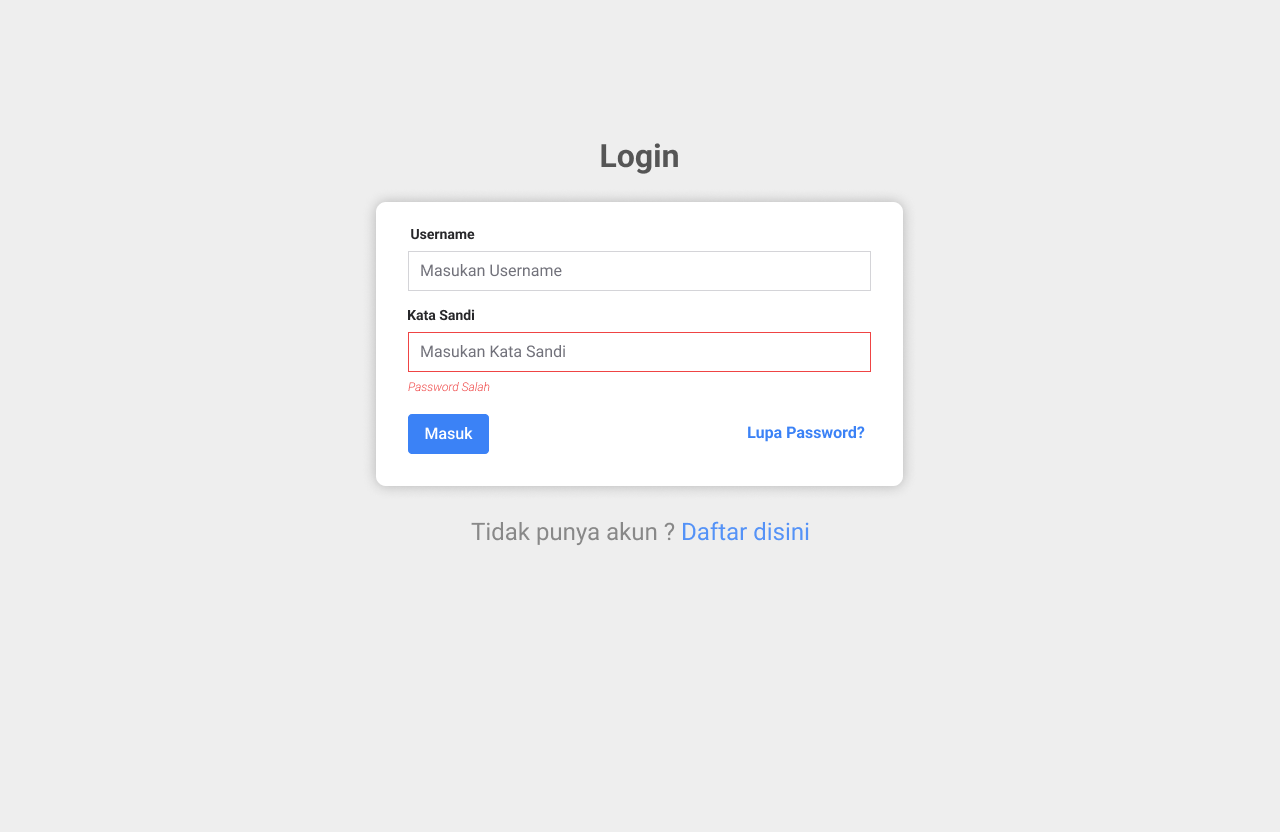 Login
Username
Masukan Username
Kata Sandi
Masukan Kata Sandi
Password Salah
Masuk Lupa Password?
Tidak punya akun ? Daftar disini